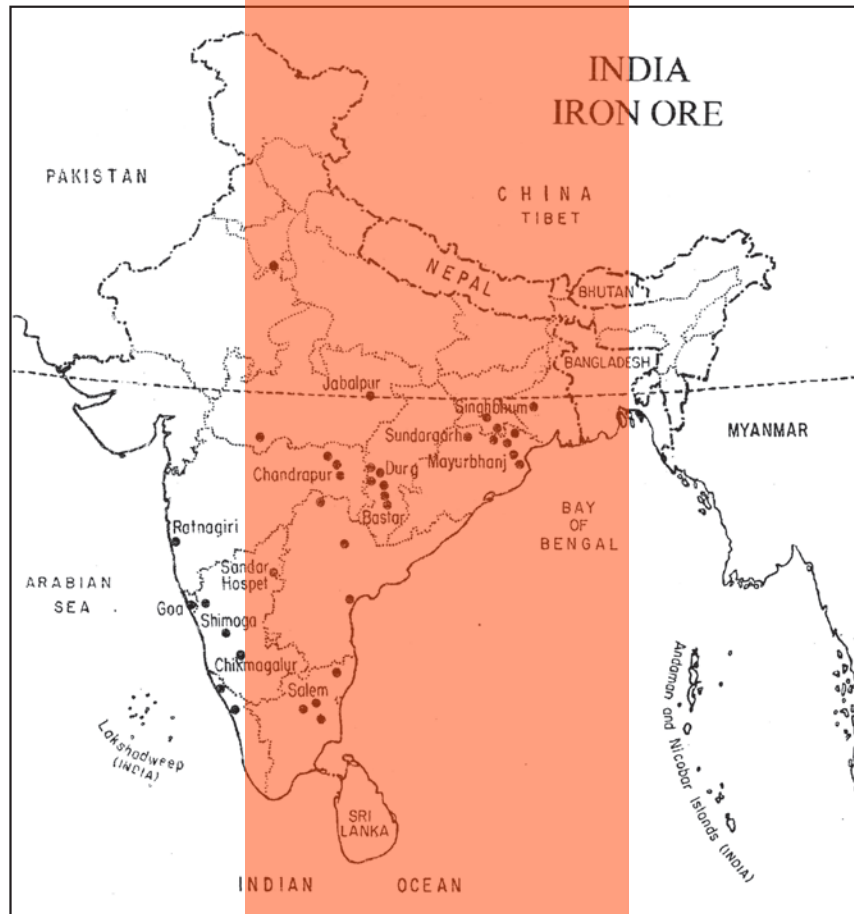 INDIA
IRON ORE
PAKISTAN
CHINA
TIBET
NEPAL
BHUTAN
BANGLADESH
Jabalpur
Singhbhum
Sundargarh
MYANMAR
Mayurbhanj
Chandrapur
Durg
Bastar
BAY
OF
BENGAL
Ratnagiri
Sandar
Hospet
ARABIAN
SEA
Goa
Shimoga
Chikmagalur
Salem
Lakshadweep
(INDIA)
Andaman and Nicobar Islands (INDIA)
SRI
LANKA
INDIAN OCEAN